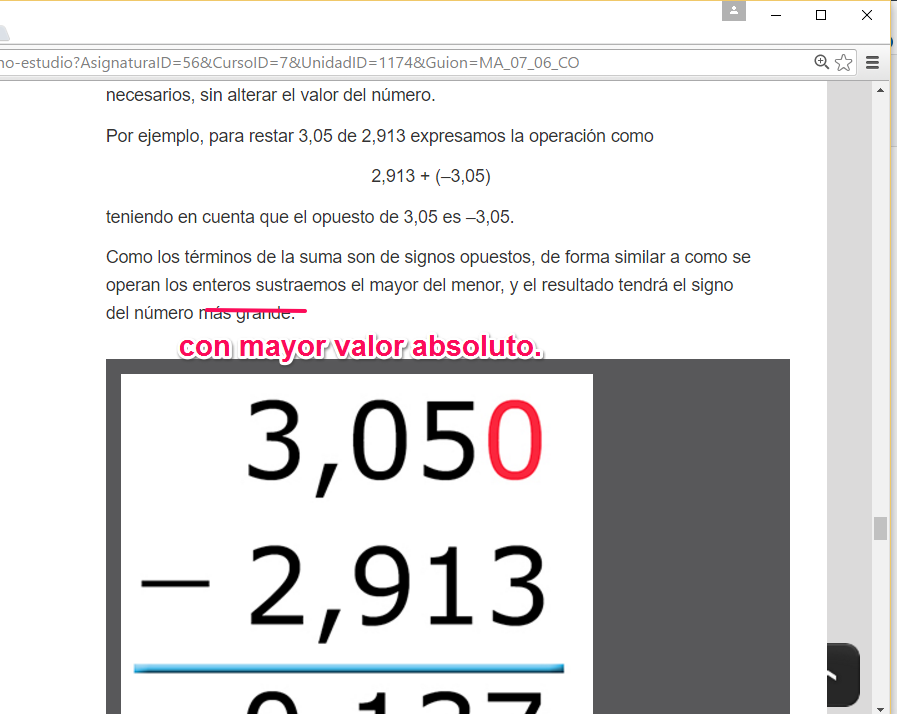 no-estudio?AsignaturaID=56&CursoID=7&UnidadID=1174&Guion=MA_07_06_CO
necesarios, sin alterar el valor del número.
Por ejemplo, para restar 3,05 de 2,913 expresamos la operación como
2,913 + (–3,05)
teniendo en cuenta que el opuesto de 3,05 es –3,05.
Como los términos de la suma son de signos opuestos, de forma similar a como se
operan los enteros sustraemos el mayor del menor, y el resultado tendrá el signo
del número más grande:
con mayor valor absoluto.
3,050
– 2,913
0,137